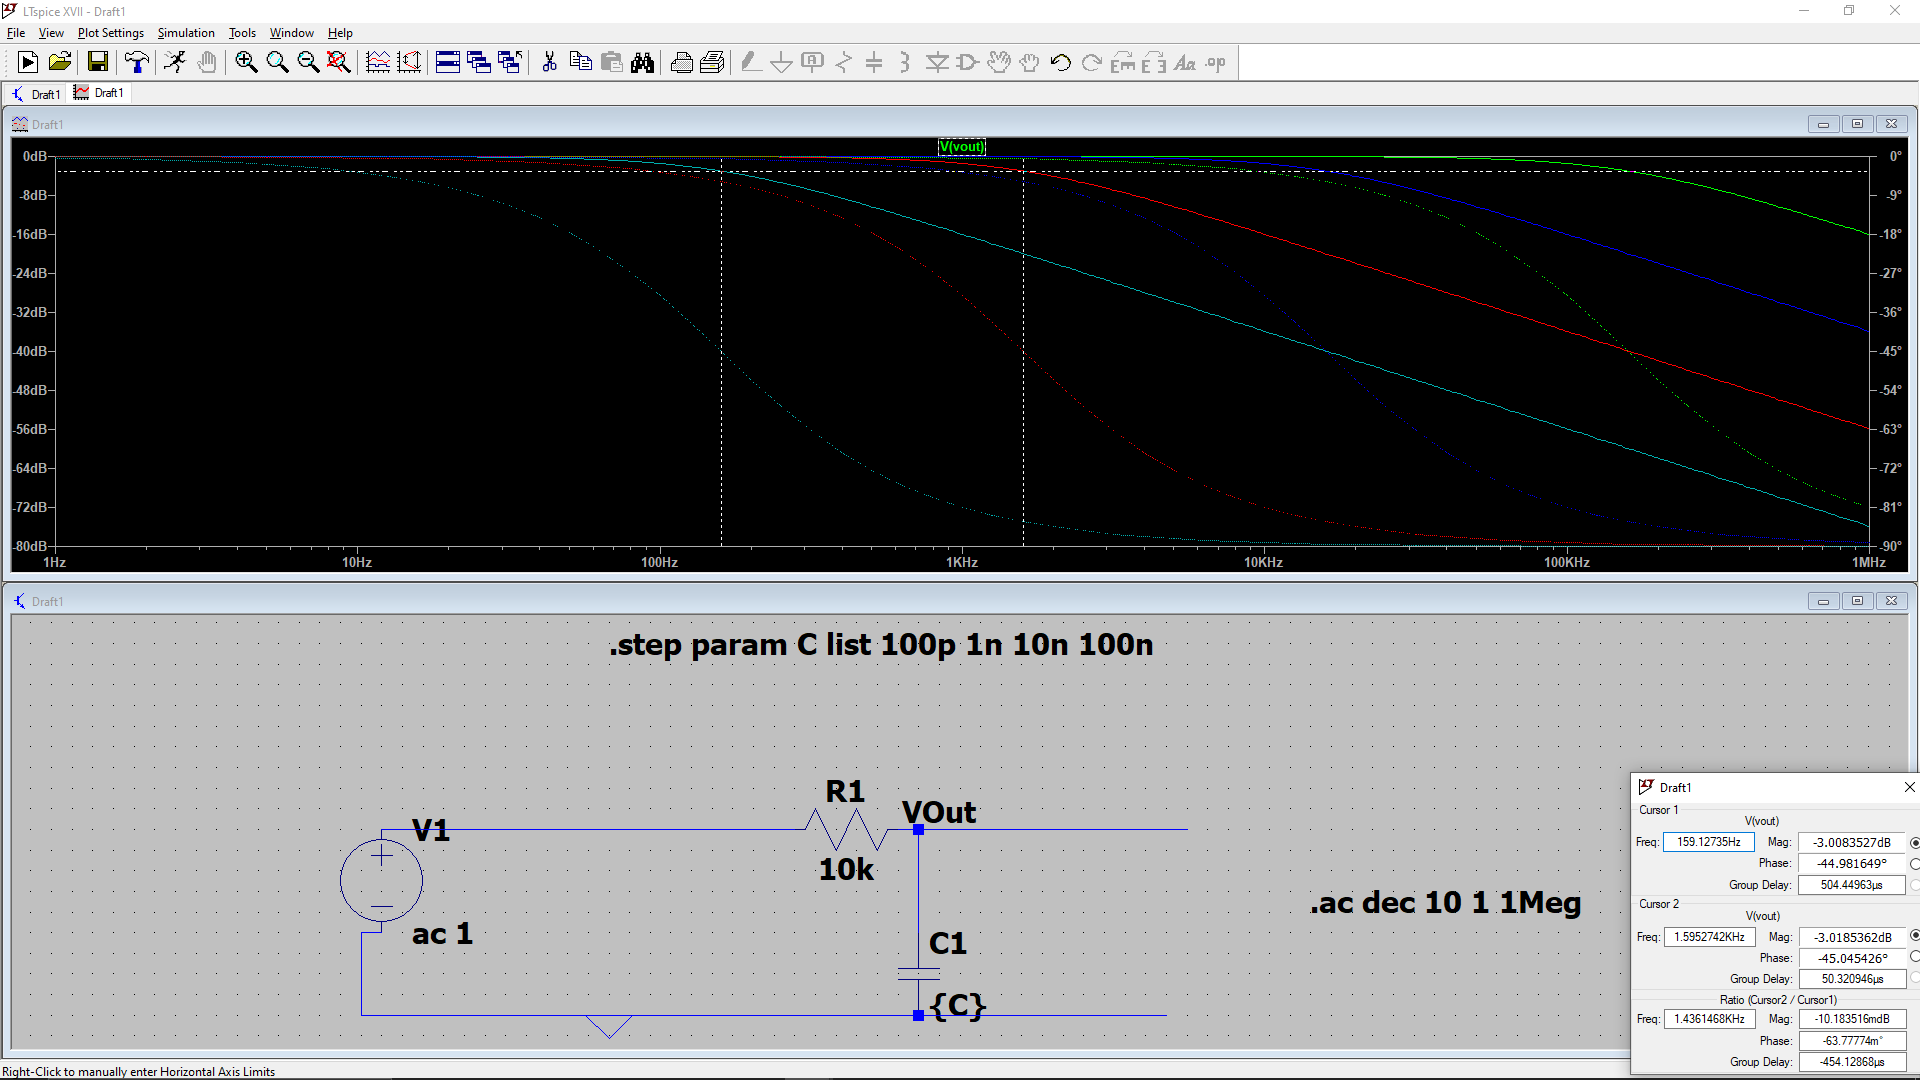 LTspice XVII - Draft1
File View Plot Settings Simulation Tools Window Help
Draft1 Draft1
Draft1
V(vout)
0dB 0°
-8dB -9°
-16dB -18°
-24dB -27°
-32dB -36°
-40dB -45°
-48dB -54°
-56dB -63°
-64dB -72°
-72dB -81°
-80dB -90°
1Hz 10Hz 100Hz 1KHz 10KHz 100KHz 1MHz
Draft1
.step param C list 100p 1n 10n 100n
R1
VOut
V1
10k
.ac dec 10 1 1Meg
ac 1
C1
{C}
Draft1
Cursor 1
V(vout)
Freq: 159.12735Hz Mag: -3.0083527dB
Phase: -44.981649°
Group Delay: 504.44963µs
Cursor 2
V(vout)
Freq: 1.5952742KHz Mag: -3.0185362dB
Phase: -45.045426°
Group Delay: 50.320946µs
Ratio (Cursor2 / Cursor1)
Freq: 1.4361468KHz Mag: -10.183516mdB
Phase: -63.77774m°
Group Delay: -454.12868µs
Right-Click to manually enter Horizontal Axis Limits